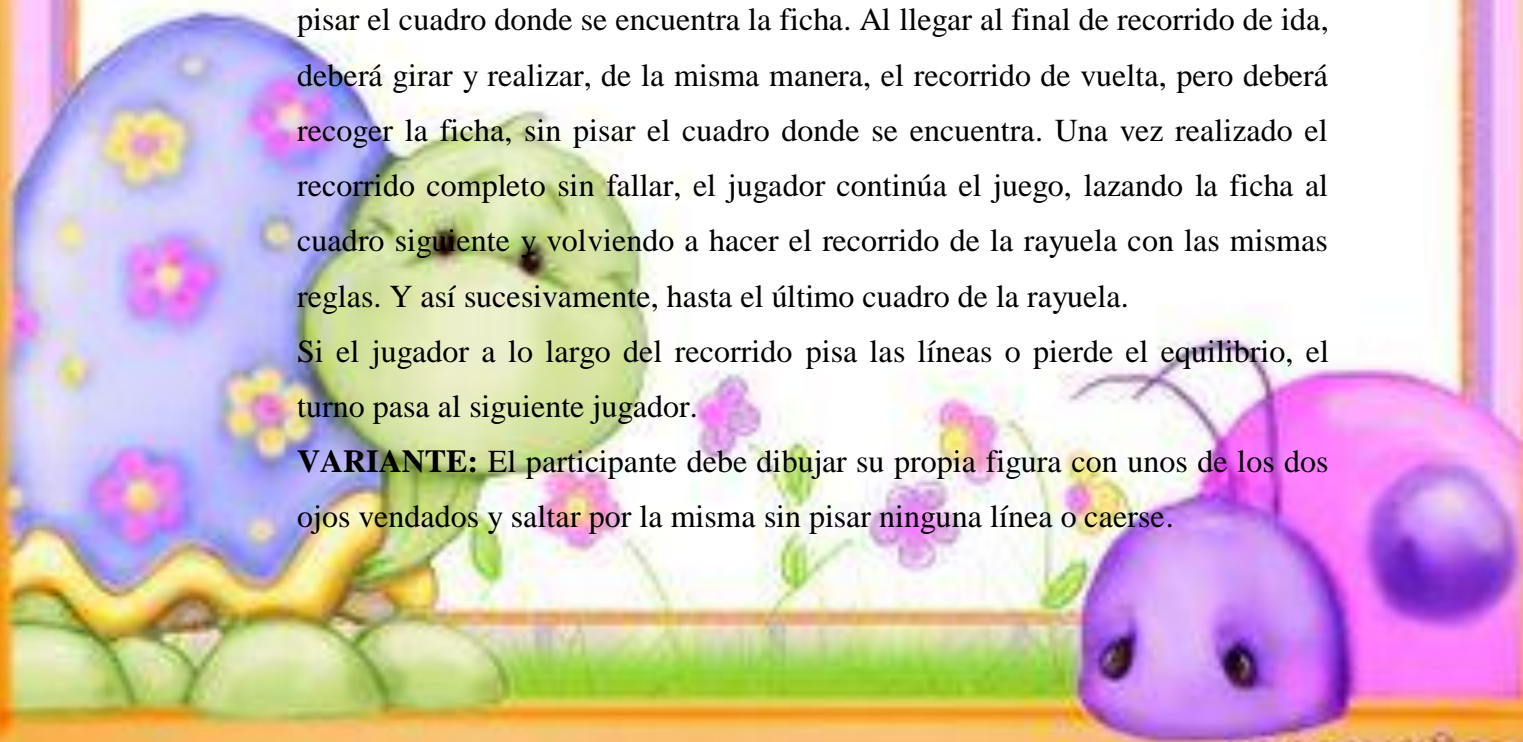 pisar el cuadro donde se encuentra la ficha. Al llegar al final de recorrido de ida,
deberá girar y realizar, de la misma manera, el recorrido de vuelta, pero deberá
recoger la ficha, sin pisar el cuadro donde se encuentra. Una vez realizado el
recorrido completo sin fallar, el jugador continúa el juego, lazando la ficha al
cuadro siguiente y volviendo a hacer el recorrido de la rayuela con las mismas
reglas. Y así sucesivamente, hasta el último cuadro de la rayuela.
Si el jugador a lo largo del recorrido pisa las líneas o pierde el equilibrio, el
turno pasa al siguiente jugador.
VARIANTE: El participante debe dibujar su propia figura con unos de los dos
ojos vendados y saltar por la misma sin pisar ninguna línea o caerse.